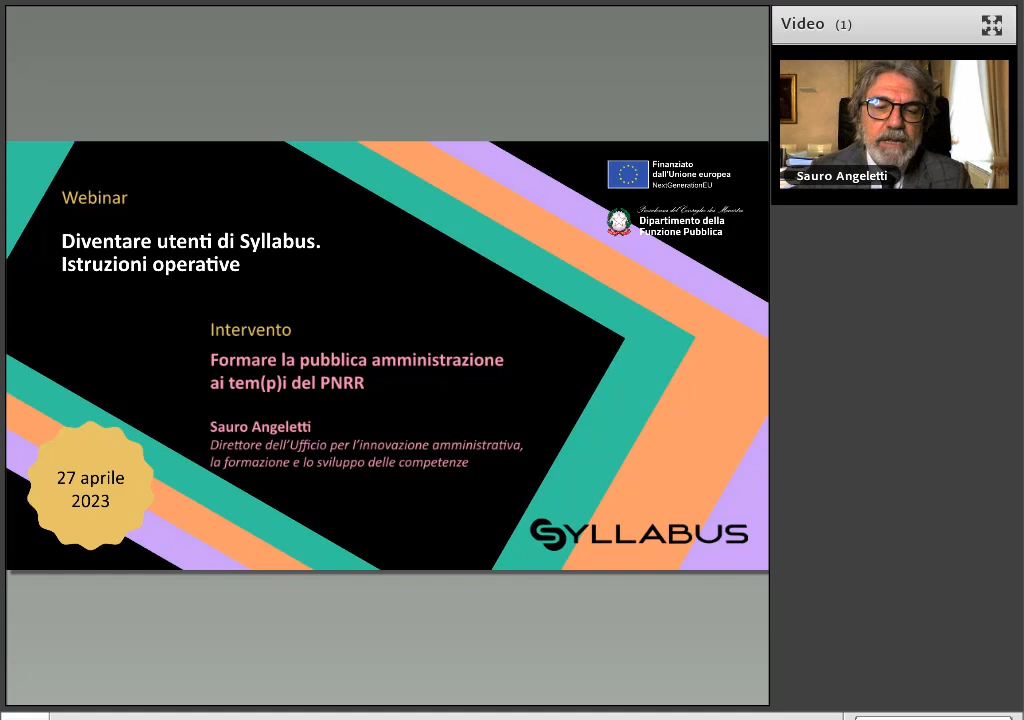 Video (1)
Sauro Angeletti
Finanziato
dall'Unione europea
NextGenerationEU
Presidenza del Consiglio dei Ministri
Dipartimento della
Funzione Pubblica
Webinar
Diventare utenti di Syllabus.
Istruzioni operative
Intervento
Formare la pubblica amministrazione
ai tem(p)i del PNRR
Sauro Angeletti
Direttore dell'Ufficio per l'innovazione amministrativa,
la formazione e lo sviluppo delle competenze
27 aprile
2023
SYLLABUS